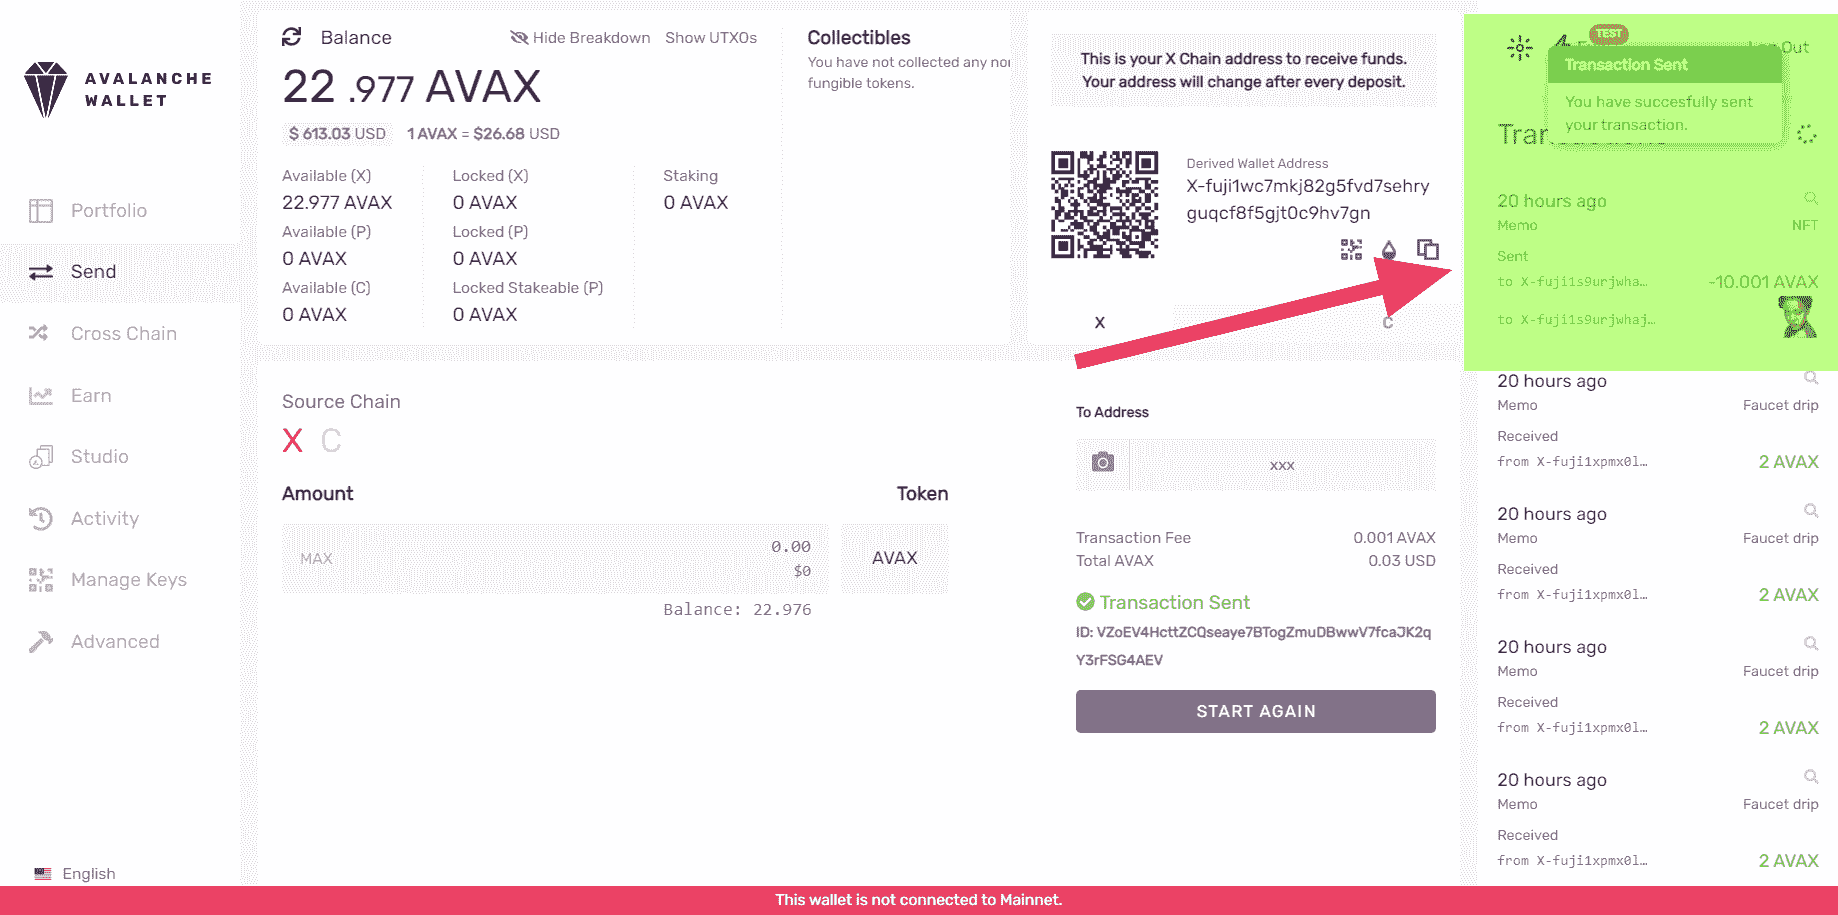 AVALANCHE
WALLET
Portfolio
Send
Cross Chain
Earn
Studio
Activity
Manage Keys
Advanced
English
Balance
Hide Breakdown
Show UTXOs
22 .977 AVAX
$ 613.03 USD
1 AVAX = $26.68 USD
Available (X)
22.977 AVAX
Available (P)
0 AVAX
Available (C)
0 AVAX
Locked (X)
0 AVAX
Locked (P)
0 AVAX
Locked Stakeable (P)
0 AVAX
Staking
0 AVAX
Collectibles
You have not collected any nor
fungible tokens.
This is your X Chain address to receive funds.
Your address will change after every deposit.
Derived Wallet Address
X-fuji1wc7mkj82g5fvd7sehry
guqcf8f5gjt0c9hv7gn
X
C
Source Chain
X C
Amount
Token
MAX
0.00
$0
AVAX
Balance: 22.976
To Address
xxx
Transaction Fee 0.001 AVAX
Total AVAX 0.03 USD
Transaction Sent
ID: VZoEV4HcttZCQseaye7BTogZmuDBwwV7fcaJK2q
Y3rFSG4AEV
START AGAIN
TEST
Out
Transaction Sent
You have succesfully sent
your transaction.
20 hours ago
Memo NFT
Sent
to X-fuji1s9urjwha… -10.001 AVAX
to X-fuji1s9urjwhaj…
20 hours ago
Memo Faucet drip
Received
from X-fuji1xpmx0l… 2 AVAX
20 hours ago
Memo Faucet drip
Received
from X-fuji1xpmx0l… 2 AVAX
20 hours ago
Memo Faucet drip
Received
from X-fuji1xpmx0l… 2 AVAX
20 hours ago
Memo Faucet drip
Received
from X-fuji1xpmx0l… 2 AVAX
This wallet is not connected to Mainnet.